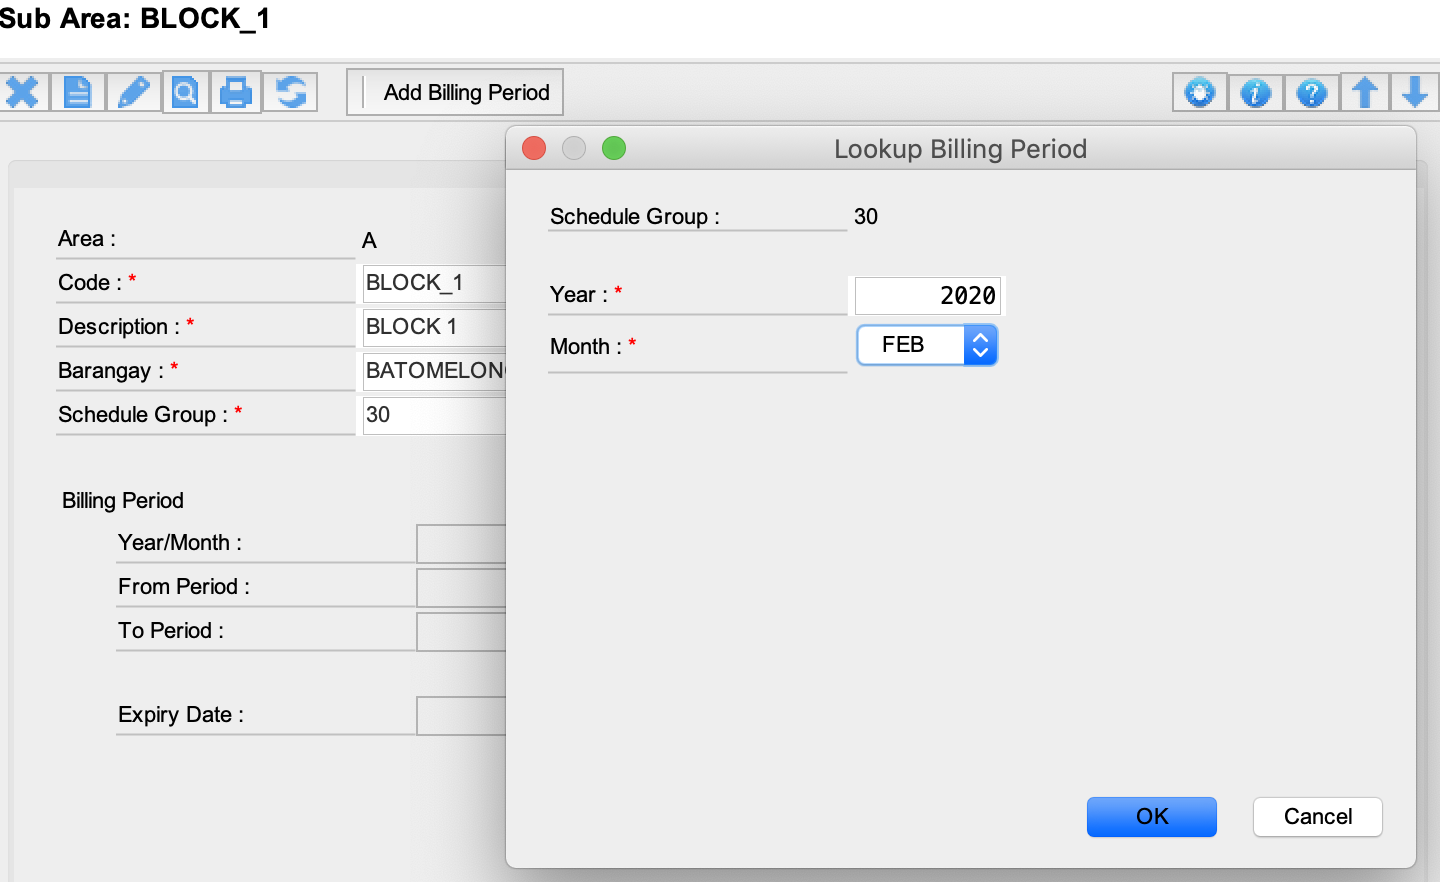 Sub Area: BLOCK_1
Add Billing Period
Lookup Billing Period
Area : A
Code : * BLOCK_1
Description : * BLOCK 1
Barangay : *
Schedule Group : * 30
Billing Period
Year/Month :
From Period :
To Period :
Expiry Date :
Schedule Group : 30
Year : * 2020
Month : * FEB
OK Cancel